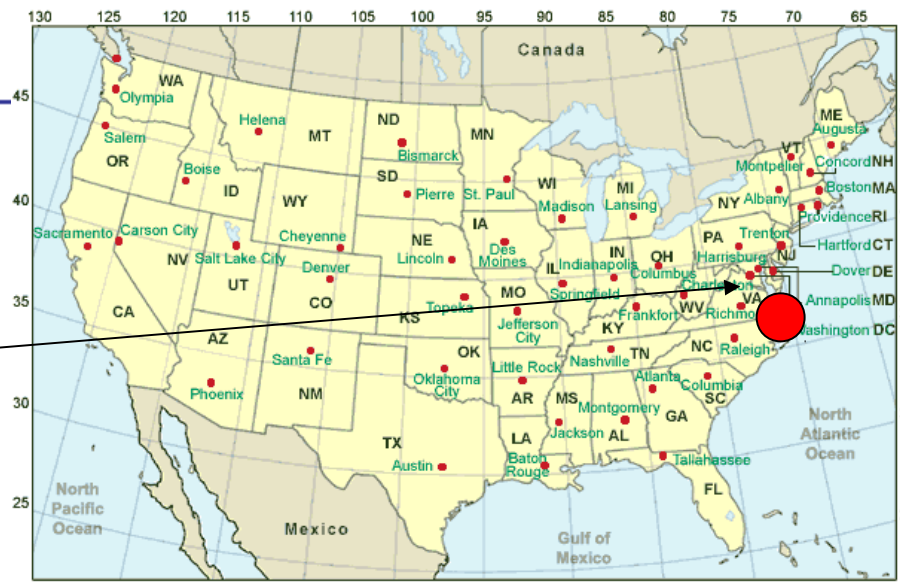 130 125 120 115 110 105 100 95 90 85 80 75 70 65
Canada
45
WA
Olympia
ME
Augusta
Helena
ND
MT
MN
Salem
Bismarck
VT
Montpelier
Concord NH
OR
Boise
SD
ID
Pierre
St. Paul
WI
MI
Boston MA
40
WY
NY
Albany
Madison
Lansing
Providence RI
IA
Sacramento
Carson City
Cheyenne
NE
PA
Trenton
Hartford CT
NV
Salt Lake City
Lincoln
Des
Moines
IN
OH
Harrisburg
NJ
Denver
IL
Indianapolis
Columbus
Dover DE
UT
MO
Springfield
Charleston
35
CA
CO
Topeka
Annapolis MD
KS
Jefferson
City
Frankfort
WV
VA
Richmo
ashington DC
AZ
KY
Santa Fe
OK
Nashville
TN
NC
Raleigh
Phoenix
NM
Oklahoma
City
Little Rock
Atlanta
Columbia
30
AR
MS
Montgomery
GA
SC
TX
LA
Jackson
AL
North
Atlantic
Ocean
Austin
Baton
Rouge
Tallahassee
25
North
Pacific
Ocean
FL
Mexico
Gulf of
Mexico